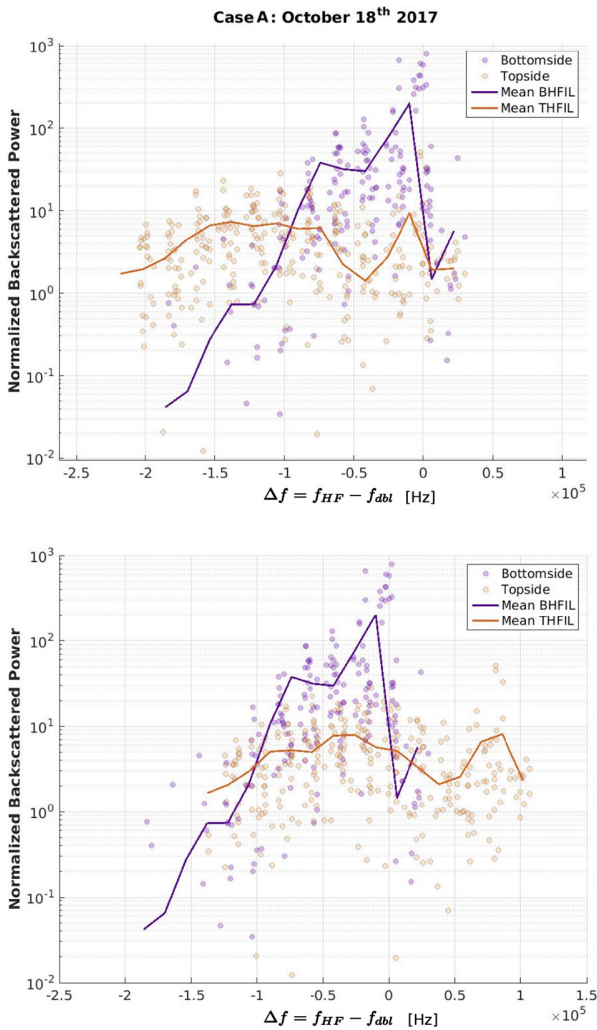 Case A: October 18th 2017
Normalized Backscattered Power
10^3
10^2
10^1
10^0
10^-1
10^-2
Bottomside
Topside
Mean BHFIL
Mean THFIL
-2.5 -2 -1.5 -1 -0.5 0 0.5 1
×10^5
Δf = f_HF − f_dbl [Hz]
Normalized Backscattered Power
10^3
10^2
10^1
10^0
10^-1
10^-2
Bottomside
Topside
Mean BHFIL
Mean THFIL
-2.5 -2 -1.5 -1 -0.5 0 0.5 1 1.5
×10^5
Δf = f_HF − f_dbl [Hz]